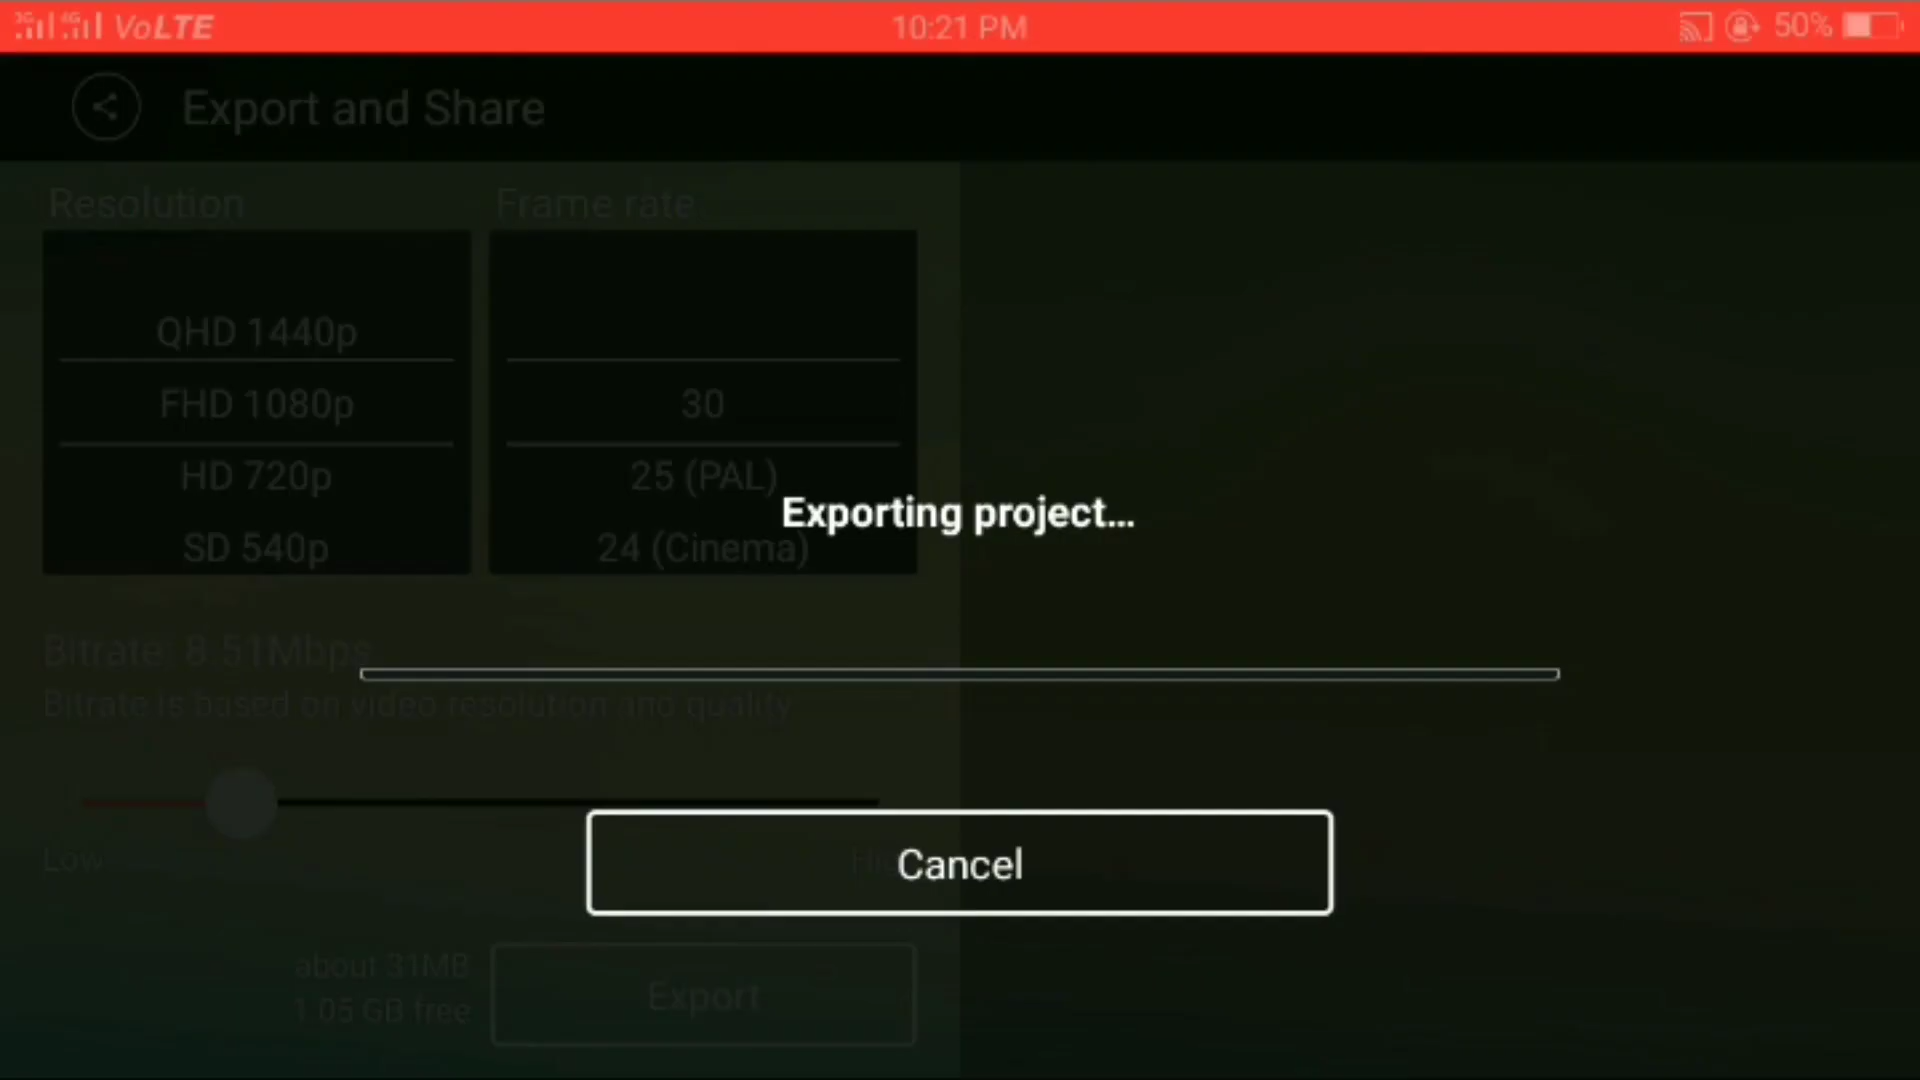 3G 4G VoLTE 10:21 PM 50%
Export and Share
Resolution Frame rate
QHD 1440p
FHD 1080p 30
HD 720p 25 (PAL)
SD 540p 24 (Cinema)
Exporting project...
Bitrate: 8.51Mbps
Bitrate is based on video resolution and quality
Low
Cancel
about 31MB
1.05 GB free
Export